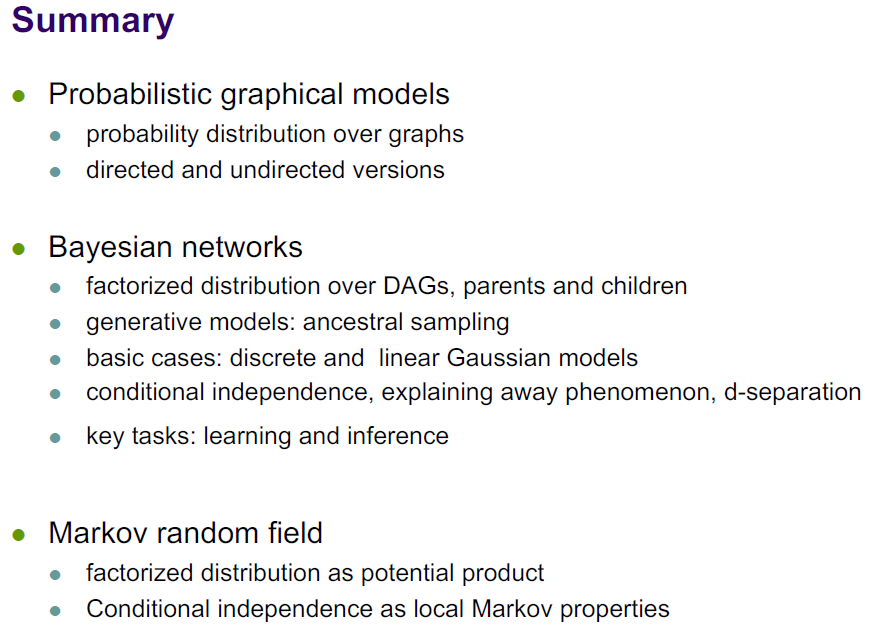 Summary
Probabilistic graphical models
probability distribution over graphs
directed and undirected versions
Bayesian networks
factorized distribution over DAGs, parents and children
generative models: ancestral sampling
basic cases: discrete and  linear Gaussian models
conditional independence, explaining away phenomenon, d-separation
key tasks: learning and inference
Markov random field
factorized distribution as potential product
Conditional independence as local Markov properties